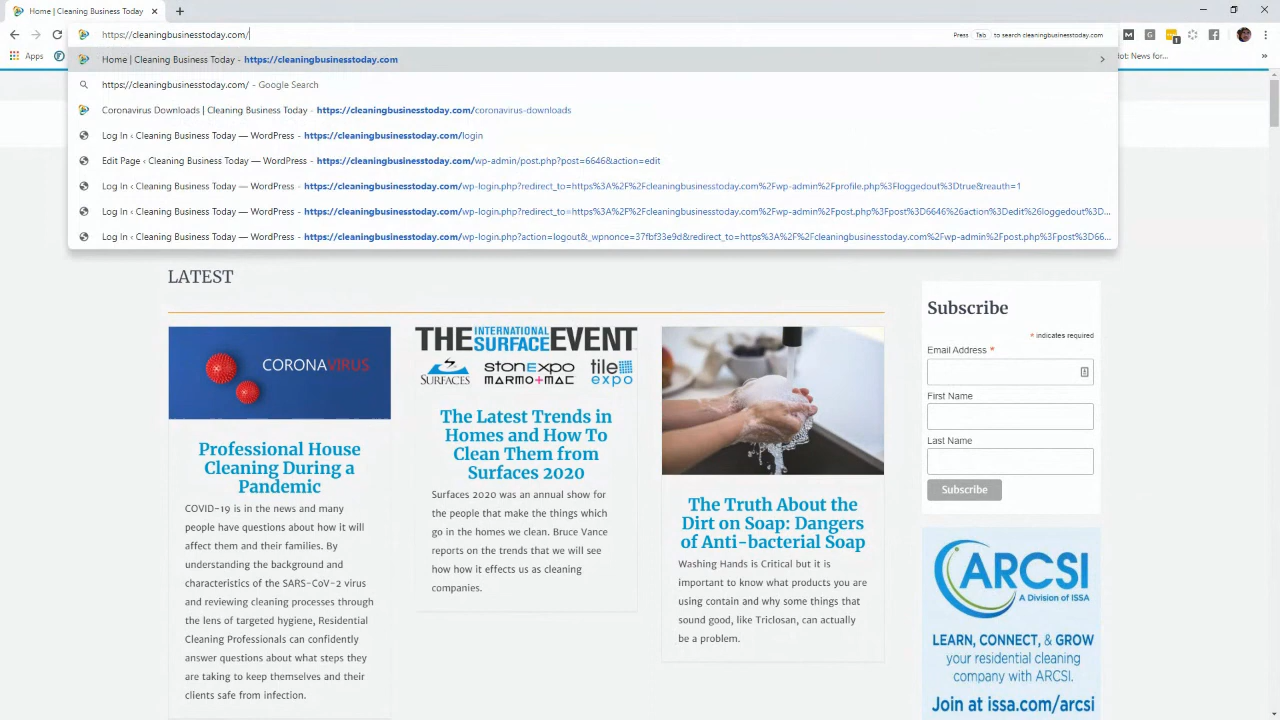 Home | Cleaning Business Today
https://cleaningbusinesstoday.com/
Press Tab to search cleaningbusinesstoday.com
Apps
Home | Cleaning Business Today - https://cleaningbusinesstoday.com
https://cleaningbusinesstoday.com/ - Google Search
Coronavirus Downloads | Cleaning Business Today - https://cleaningbusinesstoday.com/coronavirus-downloads
Log In ‹ Cleaning Business Today — WordPress - https://cleaningbusinesstoday.com/login
Edit Page ‹ Cleaning Business Today — WordPress - https://cleaningbusinesstoday.com/wp-admin/post.php?post=6646&action=edit
Log In ‹ Cleaning Business Today — WordPress - https://cleaningbusinesstoday.com/wp-login.php?redirect_to=https%3A%2F%2Fcleaningbusinesstoday.com%2Fwp-admin%2Fprofile.php%3Floggedout%3Dtrue&reauth=1
Log In ‹ Cleaning Business Today — WordPress - https://cleaningbusinesstoday.com/wp-login.php?redirect_to=https%3A%2F%2Fcleaningbusinesstoday.com%2Fwp-admin%2Fpost.php%3Fpost%3D6646%26action%3Dedit%26loggedout%3D...
Log In ‹ Cleaning Business Today — WordPress - https://cleaningbusinesstoday.com/wp-login.php?action=logout&_wpnonce=37fbf33e9d&redirect_to=https%3A%2F%2Fcleaningbusinesstoday.com%2Fwp-admin%2Fpost.php%3Fpost%3D66...
ot: News for...
LATEST
CORONAVIRUS
Professional House
Cleaning During a
Pandemic
COVID-19 is in the news and many
people have questions about how it will
affect them and their families. By
understanding the background and
characteristics of the SARS-CoV-2 virus
and reviewing cleaning processes through
the lens of targeted hygiene, Residential
Cleaning Professionals can confidently
answer questions about what steps they
are taking to keep themselves and their
clients safe from infection.
THE INTERNATIONAL SURFACE EVENT
SURFACES
StonExpo
MARMO+MAC
tile expo
The Latest Trends in
Homes and How To
Clean Them from
Surfaces 2020
Surfaces 2020 was an annual show for
the people that make the things which
go in the homes we clean. Bruce Vance
reports on the trends that we will see
how how it effects us as cleaning
companies.
The Truth About the
Dirt on Soap: Dangers
of Anti-bacterial Soap
Washing Hands is Critical but it is
important to know what products you are
using contain and why some things that
sound good, like Triclosan, can actually
be a problem.
Subscribe
* indicates required
Email Address *
First Name
Last Name
Subscribe
ARCSI
A Division of ISSA
LEARN, CONNECT, & GROW
your residential cleaning
company with ARCSI.
Join at issa.com/arcsi